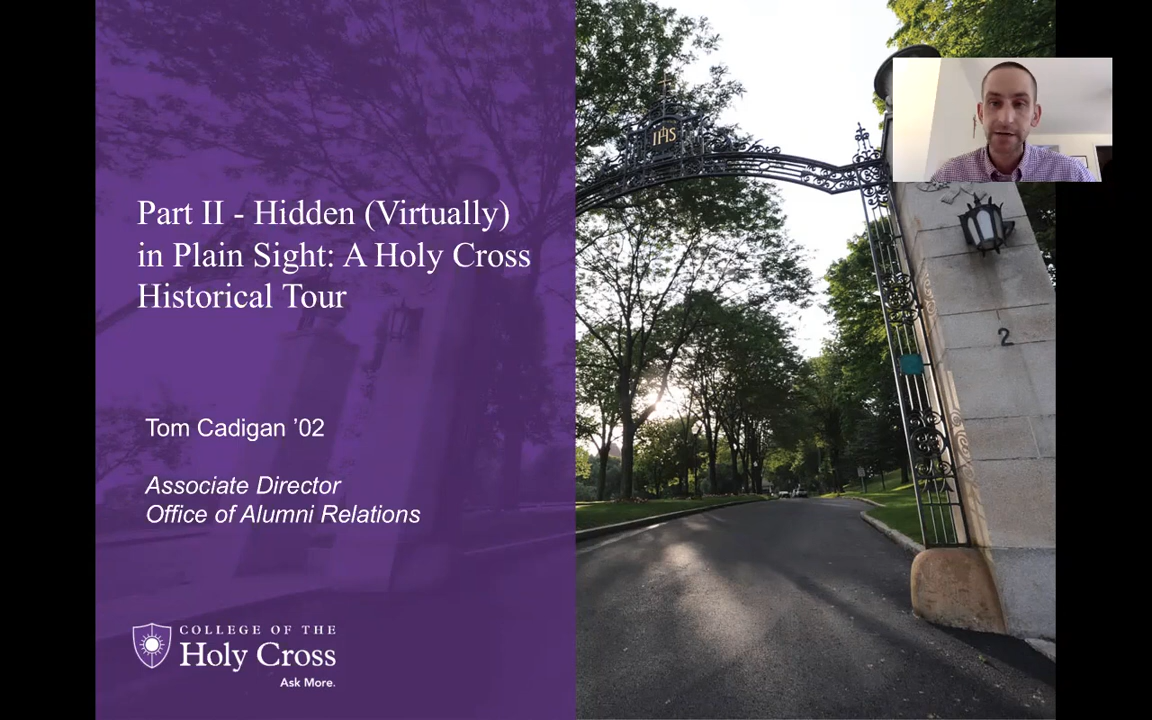 Part II - Hidden (Virtually)
in Plain Sight: A Holy Cross
Historical Tour
Tom Cadigan ’02
Associate Director
Office of Alumni Relations
COLLEGE OF THE
Holy Cross
Ask More.
IHS
2